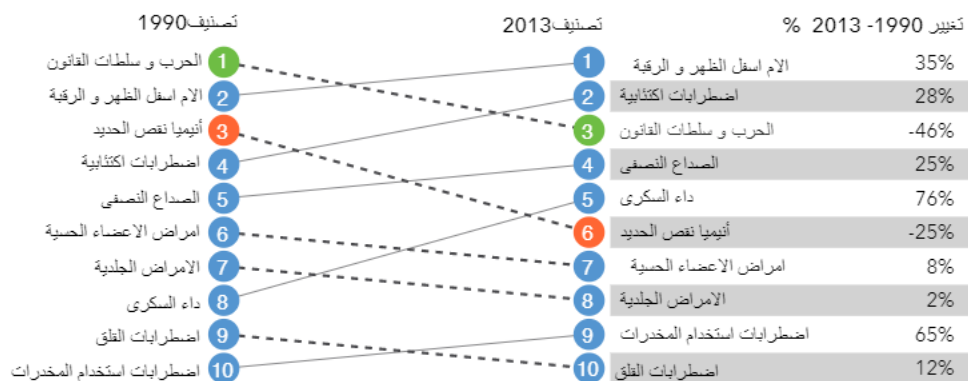 تصنيف1990
تصنيف2013
تغيير 1990- 2013 %
الحرب و سلطات القانون 1
الام اسفل الظهر و الرقبة 2
أنيميا نقص الحديد 3
اضطرابات اكتئابية 4
الصداع النصفى 5
امراض الاعضاء الحسية 6
الامراض الجلدية 7
داء السكرى 8
اضطرابات القلق 9
اضطرابات استخدام المخدرات 10
1 الام اسفل الظهر و الرقبة 35%
2 اضطرابات اكتئابية 28%
3 الحرب و سلطات القانون -46%
4 الصداع النصفى 25%
5 داء السكرى 76%
6 أنيميا نقص الحديد -25%
7 امراض الاعضاء الحسية 8%
8 الامراض الجلدية 2%
9 اضطرابات استخدام المخدرات 65%
10 اضطرابات القلق 12%